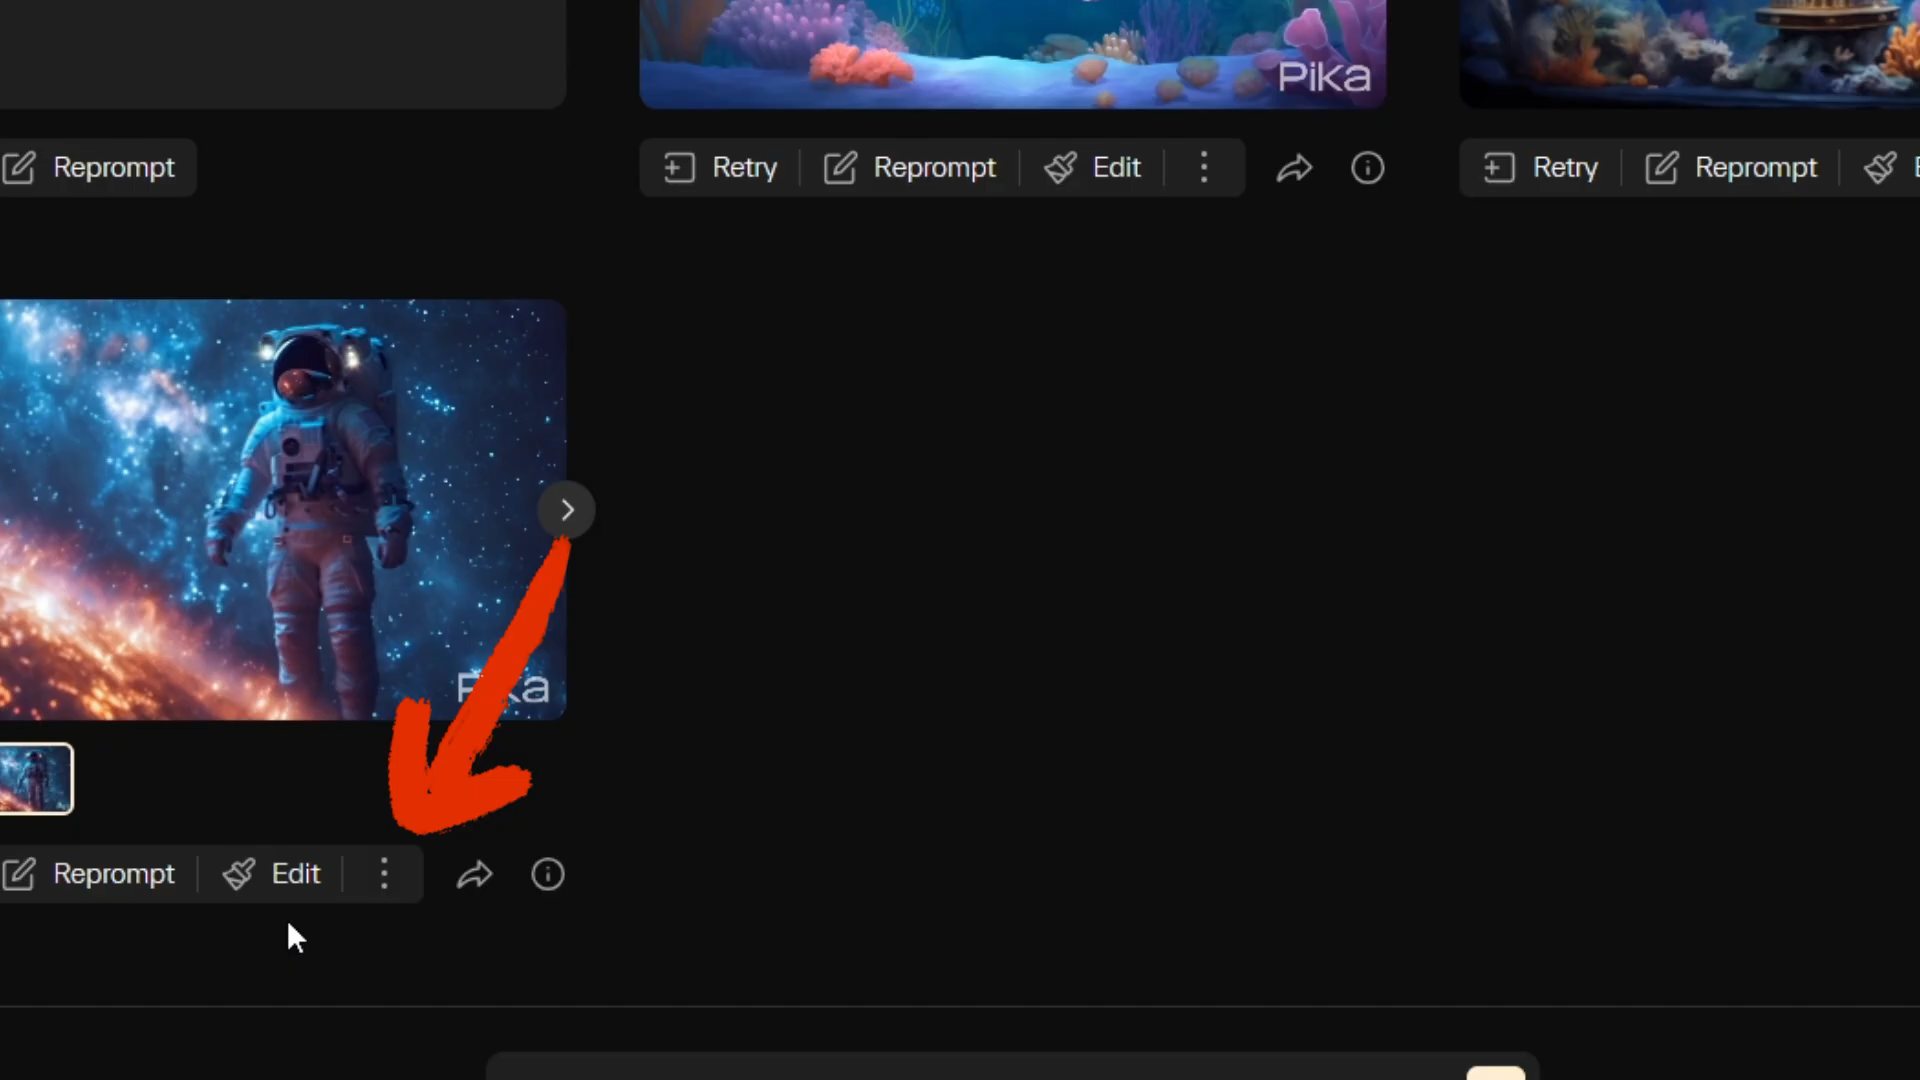 Pika
Reprompt
Retry
Reprompt
Edit
Retry
Reprompt
Reprompt
Edit